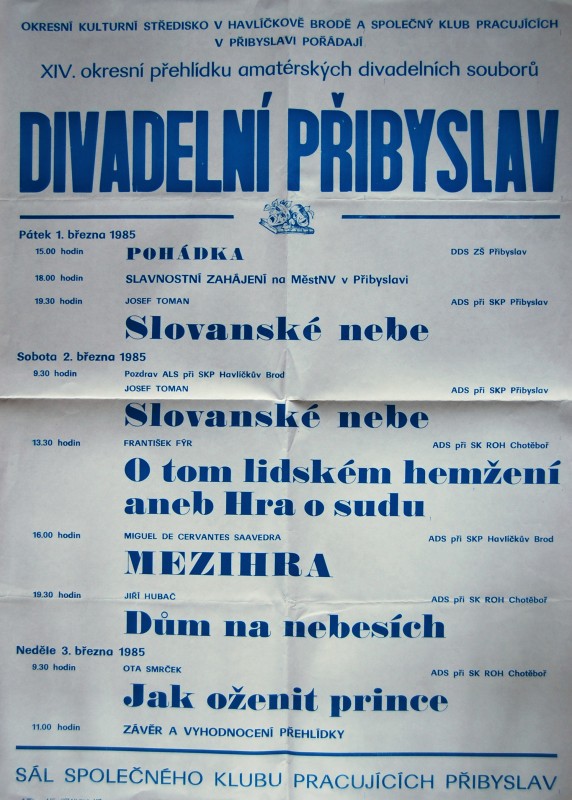 OKRESNÍ KULTURNÍ STŘEDISKO V HAVLÍČKOVĚ BRODĚ A SPOLEČNÝ KLUB PRACUJÍCÍCH
V PŘIBYSLAVI POŘÁDAJÍ
XIV. okresní přehlídku amatérských divadelních souborů
DIVADELNÍ PŘIBYSLAV
Pátek 1. března 1985
15.00 hodin POHÁDKA DDS ZŠ Přibyslav
18.00 hodin SLAVNOSTNÍ ZAHÁJENÍ na MěstNV v Přibyslavi
19.30 hodin JOSEF TOMAN ADS při SKP Přibyslav
Slovanské nebe
Sobota 2. března 1985
9.30 hodin Pozdrav ALS při SKP Havlíčkův Brod
JOSEF TOMAN ADS při SKP Přibyslav
Slovanské nebe
13.30 hodin FRANTIŠEK FÝR ADS při SK ROH Chotěboř
O tom lidském hemžení
aneb Hra o sudu
16.00 hodin MIGUEL DE CERVANTES SAAVEDRA ADS při SKP Havlíčkův Brod
MEZIHRA
19.30 hodin JIŘÍ HUBAČ ADS při SK ROH Chotěboř
Dům na nebesích
Neděle 3. března 1985
9.30 hodin OTA SMRČEK ADS při SK ROH Chotěboř
Jak oženit prince
11.00 hodin ZÁVĚR A VYHODNOCENÍ PŘEHLÍDKY
SÁL SPOLEČNÉHO KLUBU PRACUJÍCÍCH PŘIBYSLAV